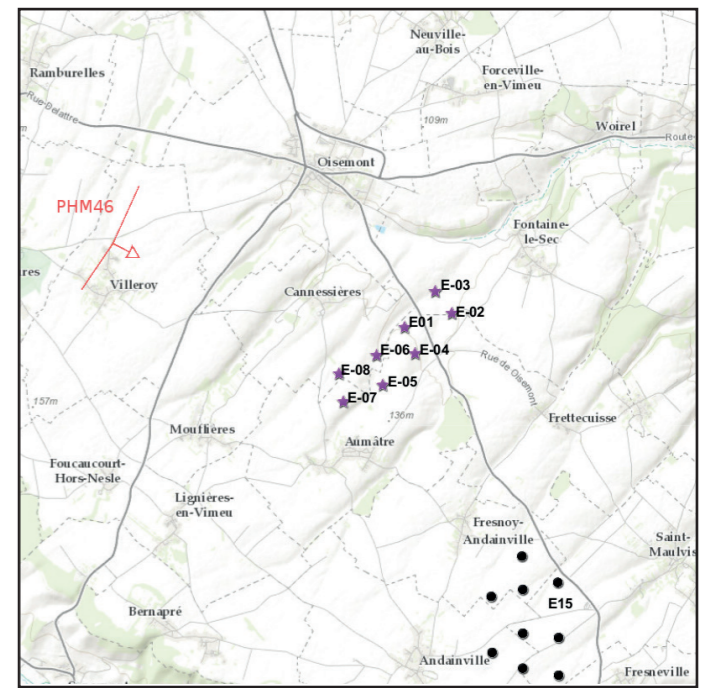 Neuville-
au-Bois
Ramburelles
Forceville-
en-Vimeu
Rue Delattre
109m
Woirel
m
Route
Oisemont
PHM46
Fontaine-
le-Sec
res
Villeroy
Cannessières
E-03
E-02
E01
E-06
E-04
Rue de Oisemont
E-08
E-05
157m
E-07
136m
Frettecuisse
Mouflières
Aumâtre
Foucaucourt-
Hors-Nesle
Lignières-
en-Vimeu
Fresnoy-
Andainville
Saint-
Maulvis
E15
Bernapré
Andainville
Fresneville